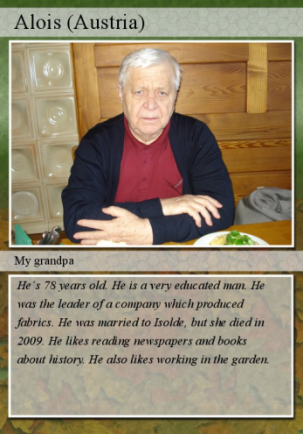 Alois (Austria)
My grandpa
He´s 78 years old. He is a very educated man. He
was the leader of a company which produced
fabrics. He was married to Isolde, but she died in
2009. He likes reading newspapers and books
about history. He also likes working in the garden.